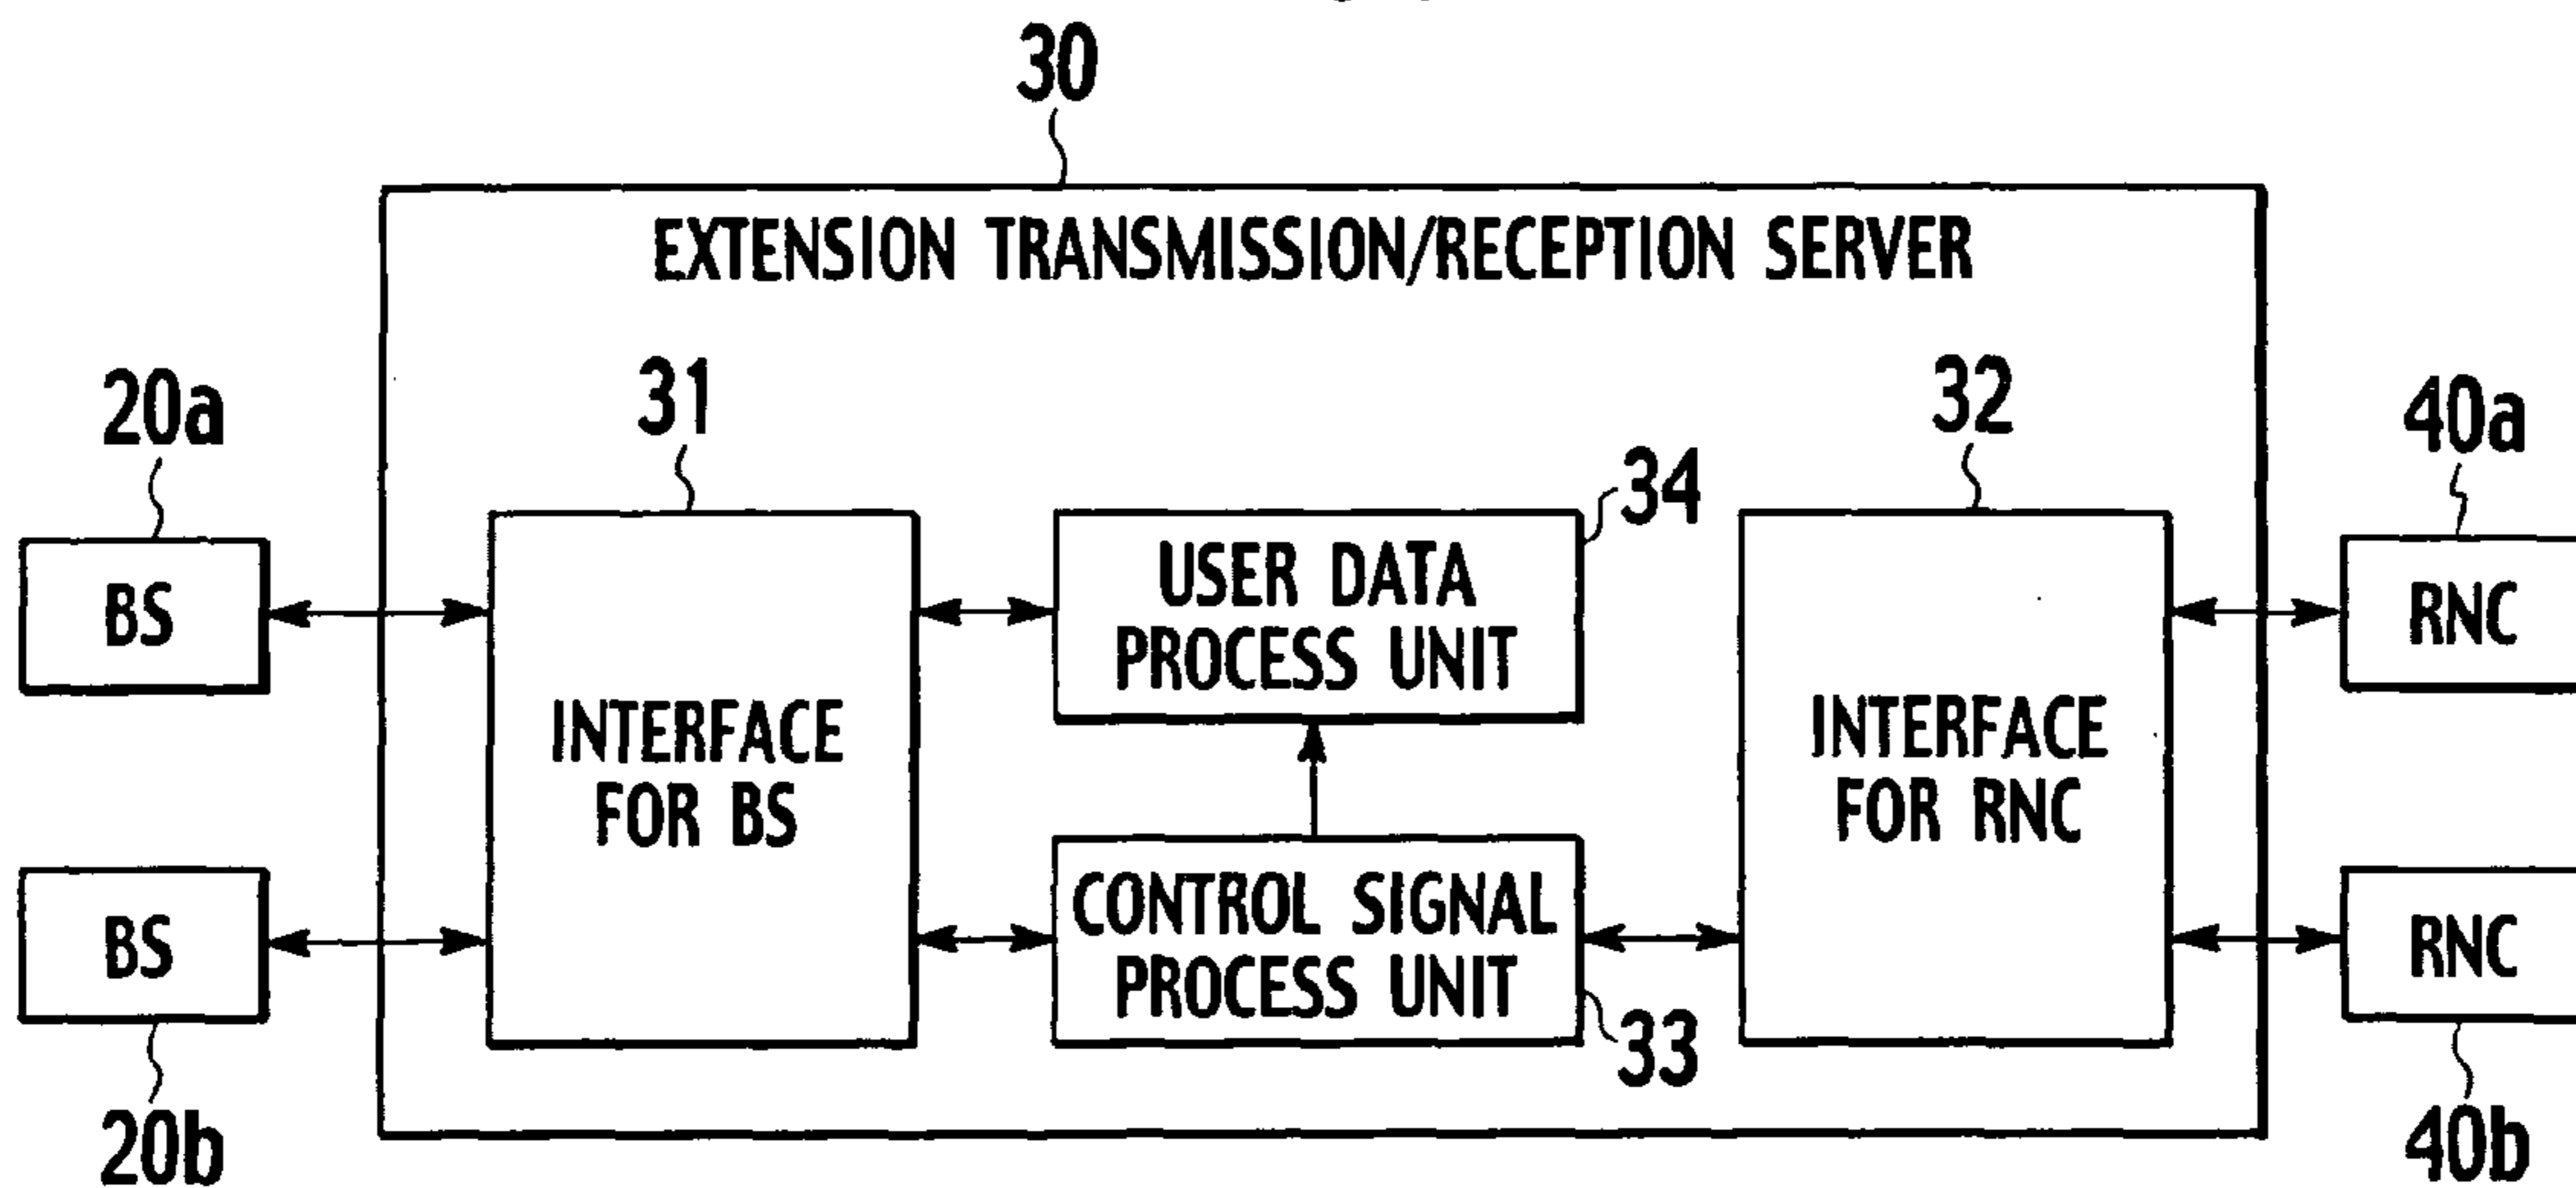 30
EXTENSION TRANSMISSION/RECEPTION SERVER
20a
31
32
40a
34
BS
USER DATA
PROCESS UNIT
RNC
INTERFACE
FOR BS
INTERFACE
FOR RNC
BS
CONTROL SIGNAL
PROCESS UNIT
RNC
33
20b
40b